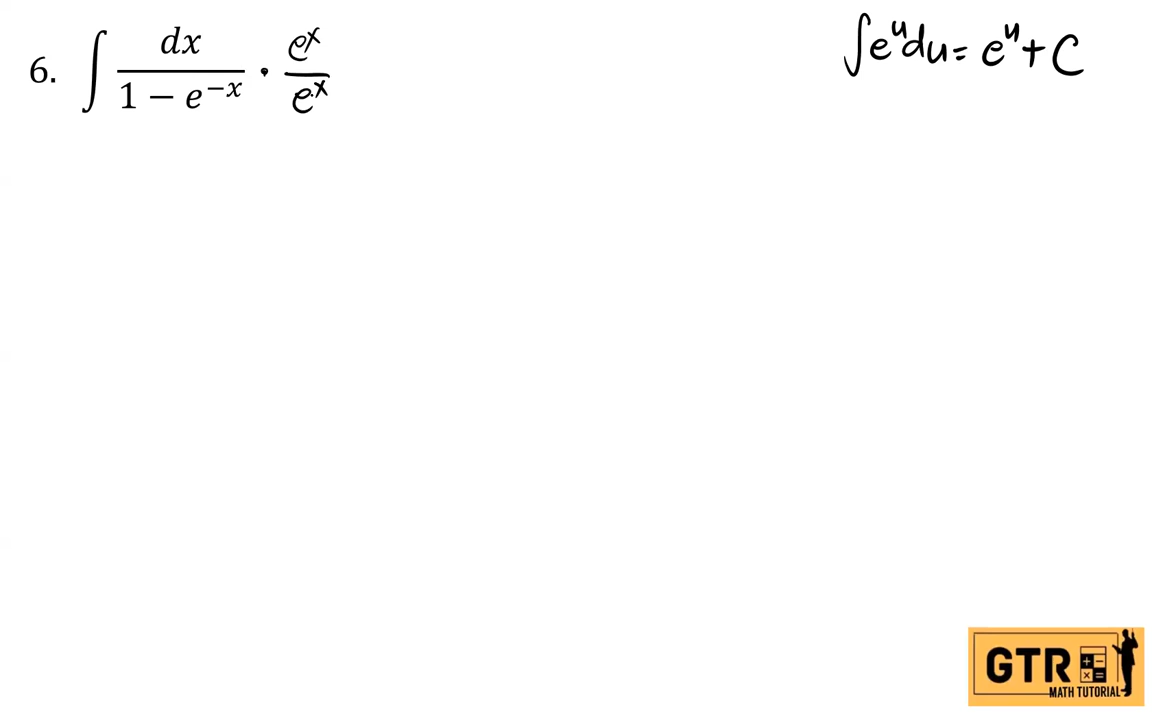 6. ∫ dx / (1 − e^{−x}) · e^x / e^x
∫e^u du = e^u + C
GTR
MATH TUTORIAL